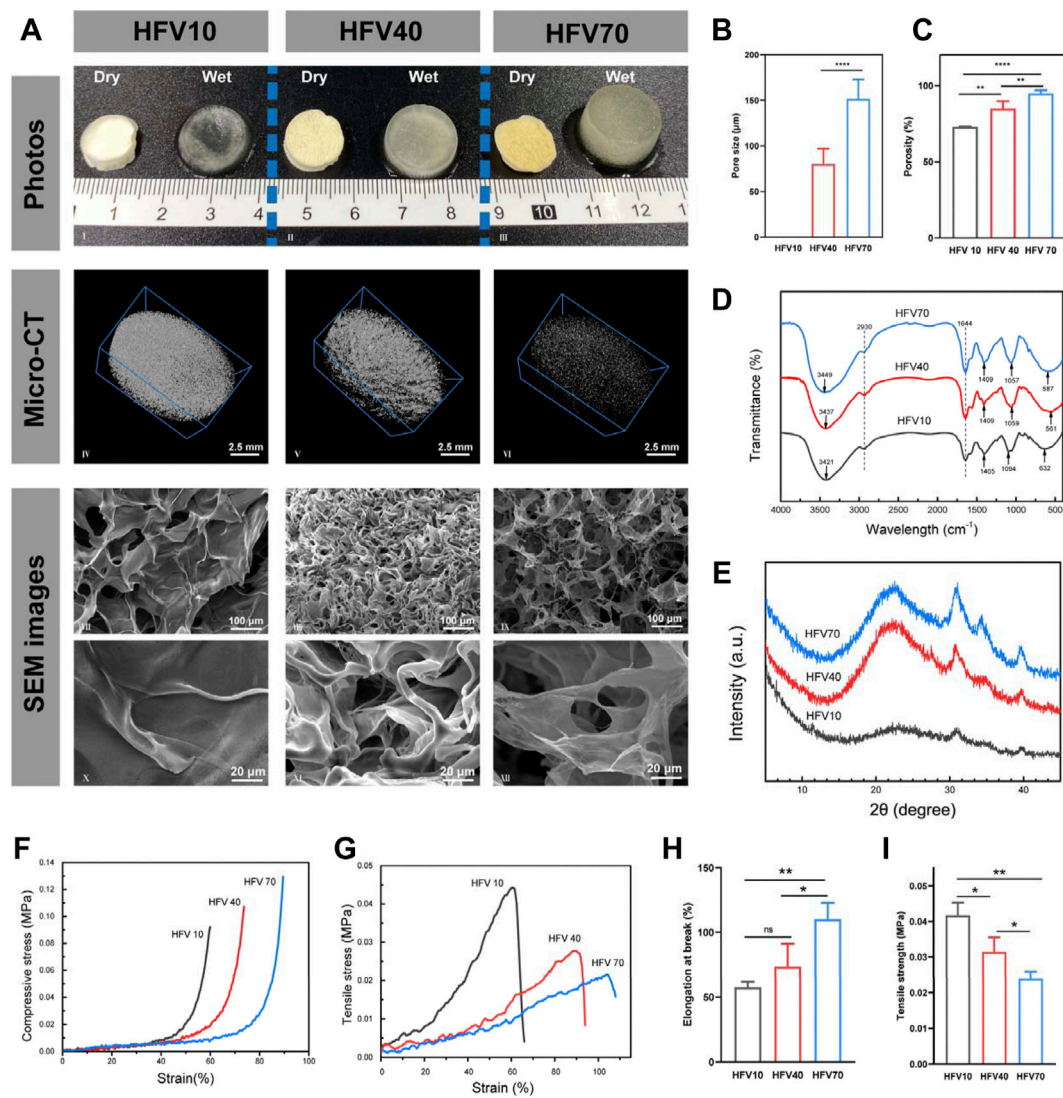 A
HFV10
HFV40
HFV70
Photos
Dry
Wet
Dry
Wet
Dry
Wet
1 2 3 4 5 6 7 8 9 10 11 12
I
II
III
Micro-CT
2.5 mm
2.5 mm
2.5 mm
IV
V
VI
SEM images
100 µm
100 µm
100 µm
VII
IX
20 µm
20 µm
20 µm
X
XI
XII
B
Pore size (µm)
200
150
100
50
0
****
HFV10 HFV40 HFV70
C
Porosity (%)
100
50
0
****
**
**
HFV 10 HFV 40 HFV 70
D
Transmittance (%)
HFV70
HFV40
HFV10
2930
1644
3449
1409
1057
587
3437
1409
1059
561
3421
1405
1094
632
4000 3500 3000 2500 2000 1500 1000 500
Wavelength (cm⁻¹)
E
Intensity (a.u.)
HFV70
HFV40
HFV10
10 20 30 40
2θ (degree)
F
Compressive stress (MPa)
0.14
0.12
0.10
0.08
0.06
0.04
0.02
0.00
HFV 10
HFV 40
HFV 70
0 20 40 60 80 100
Strain(%)
G
Tensile stress (MPa)
0.05
0.04
0.03
0.02
0.01
0.00
HFV 10
HFV 40
HFV 70
0 20 40 60 80 100
Strain (%)
H
Elongation at break (%)
150
100
50
0
**
*
ns
HFV10 HFV40 HFV70
I
Tensile strength (MPa)
0.05
0.04
0.03
0.02
0.01
0.00
**
*
*
HFV10 HFV40 HFV70